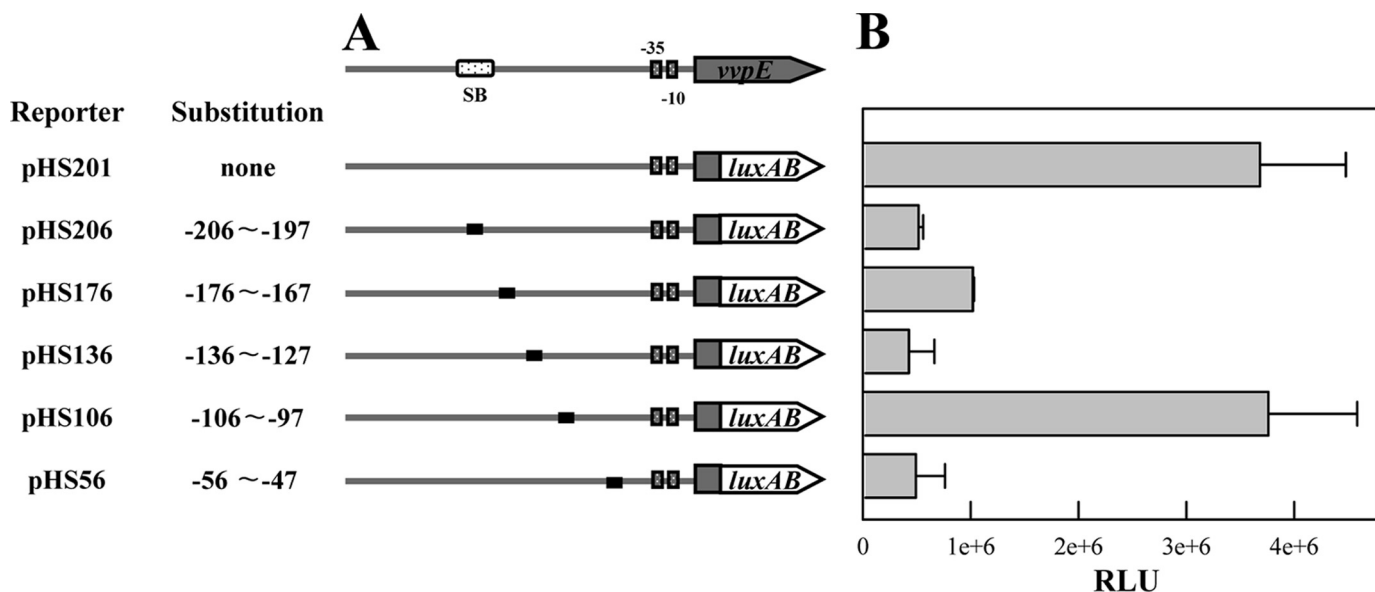 A
B
-35
vvpE
SB
-10
Reporter Substitution
pHS201 none luxAB
pHS206 -206~-197 luxAB
pHS176 -176~-167 luxAB
pHS136 -136~-127 luxAB
pHS106 -106~-97 luxAB
pHS56 -56 ~-47 luxAB
0 1e+6 2e+6 3e+6 4e+6
RLU